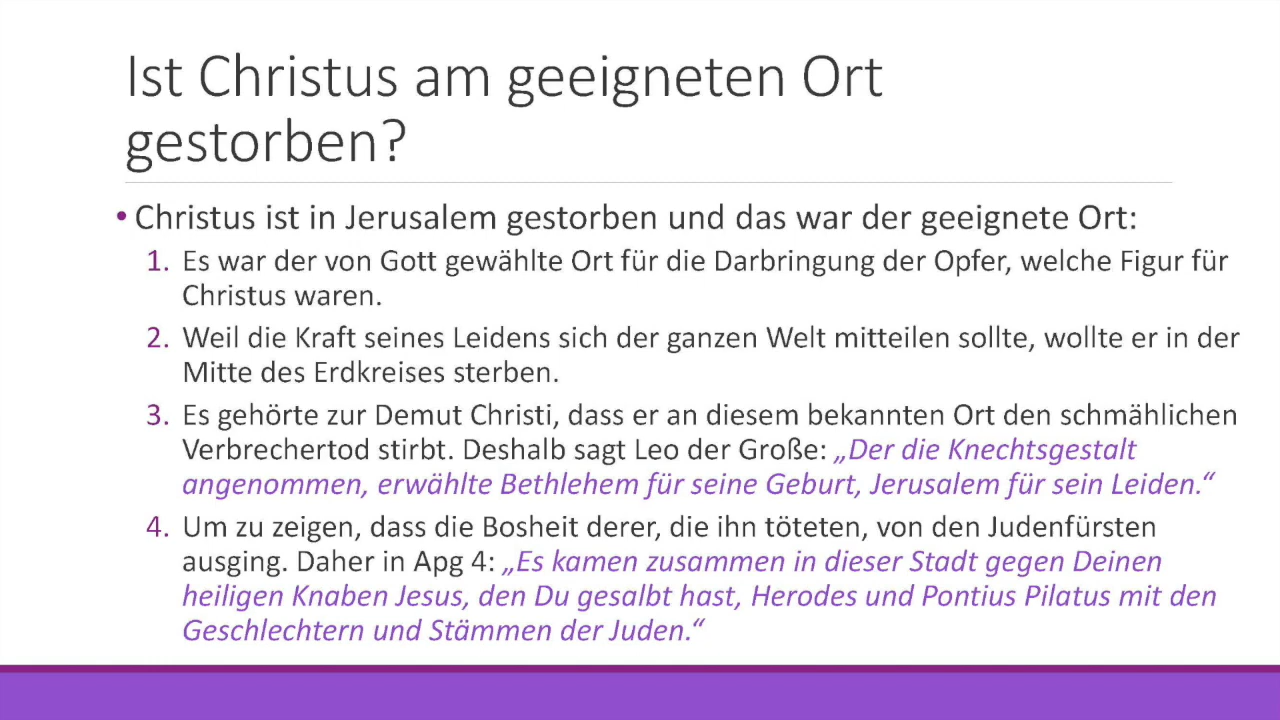 Ist Christus am geeigneten Ort
gestorben?
• Christus ist in Jerusalem gestorben und das war der geeignete Ort:
1. Es war der von Gott gewählte Ort für die Darbringung der Opfer, welche Figur für
Christus waren.
2. Weil die Kraft seines Leidens sich der ganzen Welt mitteilen sollte, wollte er in der
Mitte des Erdkreises sterben.
3. Es gehörte zur Demut Christi, dass er an diesem bekannten Ort den schmählichen
Verbrechertod stirbt. Deshalb sagt Leo der Große: „Der die Knechtsgestalt
angenommen, erwählte Bethlehem für seine Geburt, Jerusalem für sein Leiden.“
4. Um zu zeigen, dass die Bosheit derer, die ihn töteten, von den Judenfürsten
ausging. Daher in Apg 4: „Es kamen zusammen in dieser Stadt gegen Deinen
heiligen Knaben Jesus, den Du gesalbt hast, Herodes und Pontius Pilatus mit den
Geschlechtern und Stämmen der Juden.“